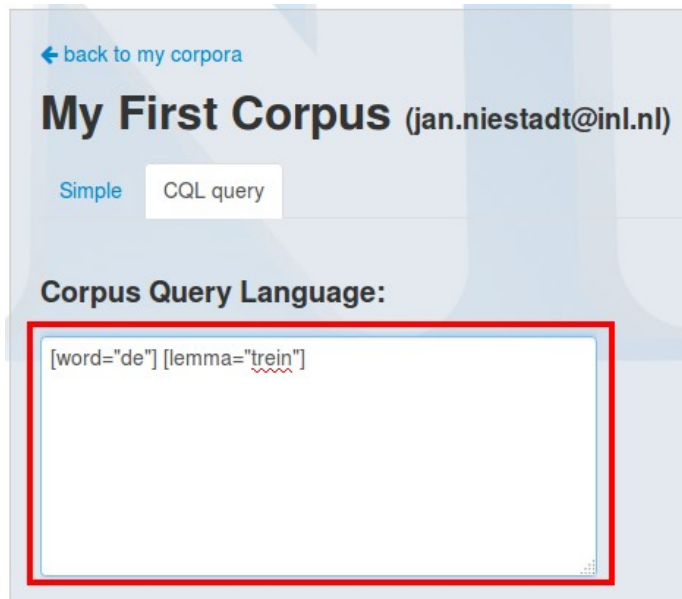 ← back to my corpora
My First Corpus (jan.niestadt@inl.nl)
Simple CQL query
Corpus Query Language:
[word="de"] [lemma="trein"]